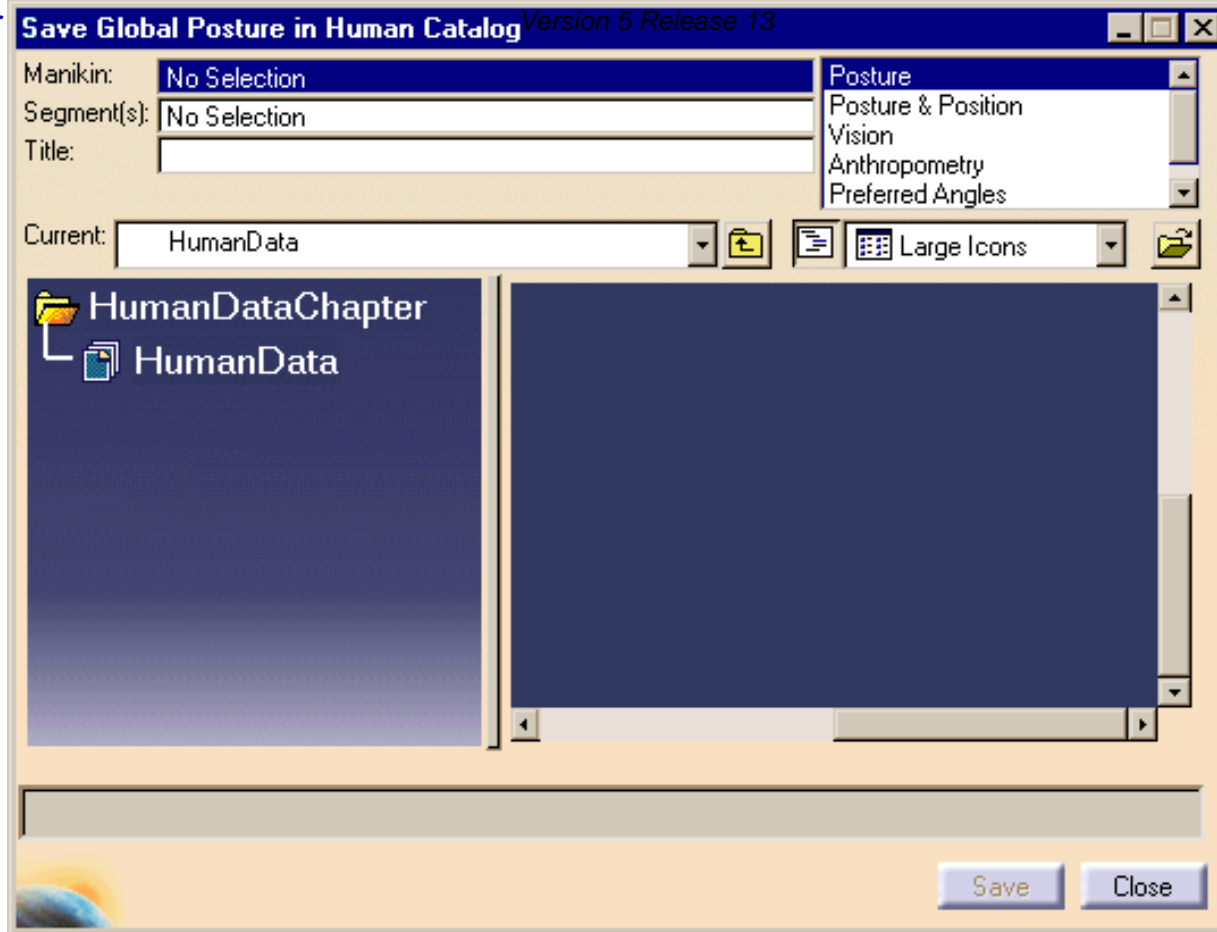 Save Global Posture in Human Catalog
Version 5 Release 13
Manikin: No Selection
Segment(s): No Selection
Title:
Posture
Posture & Position
Vision
Anthropometry
Preferred Angles
Current: HumanData
Large Icons
HumanDataChapter
HumanData
Save
Close